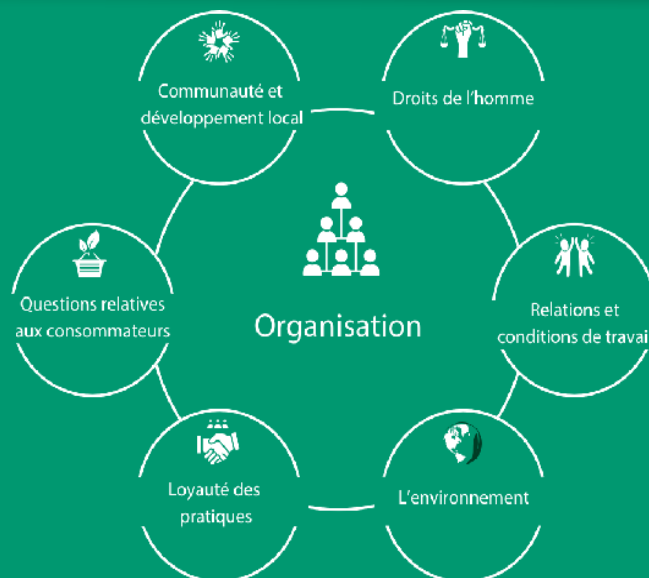 Communauté et
développement local
Droits de l'homme
Questions relatives
aux consommateurs
Organisation
Relations et
conditions de travai
Loyauté des
pratiques
L'environnement